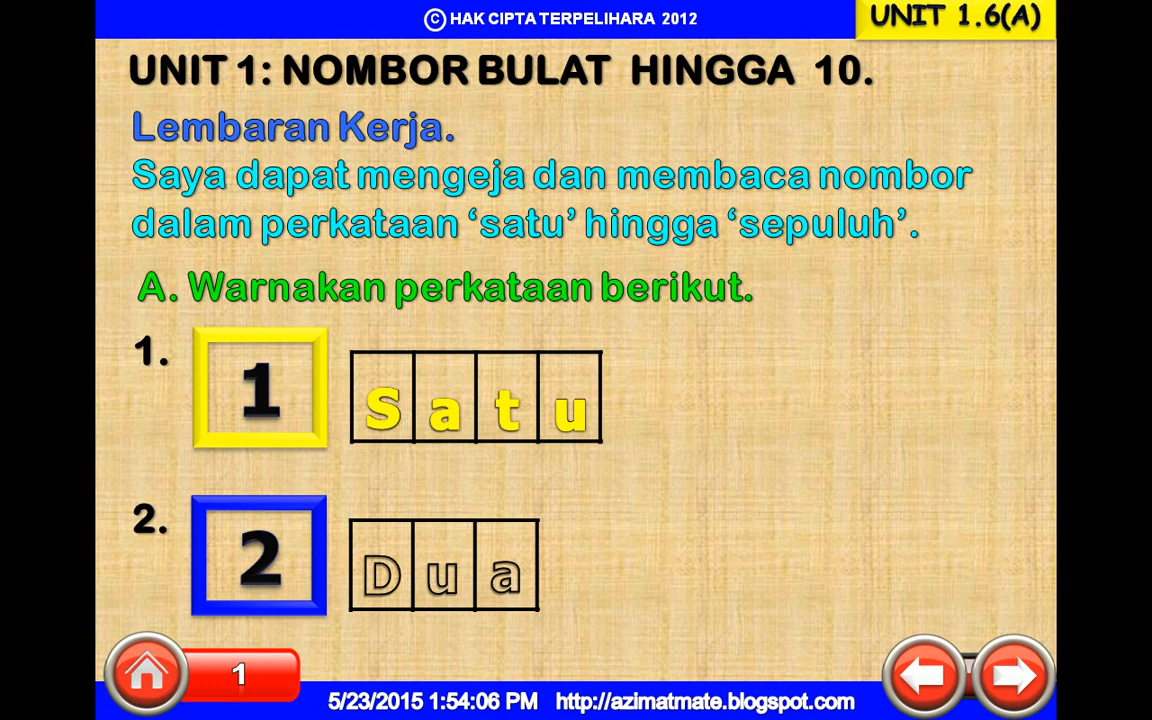 © HAK CIPTA TERPELIHARA 2012
UNIT 1.6(A)
UNIT 1: NOMBOR BULAT HINGGA 10.
Lembaran Kerja.
Saya dapat mengeja dan membaca nombor
dalam perkataan ‘satu’ hingga ‘sepuluh’.
A. Warnakan perkataan berikut.
1.
1
S a t u
2.
2
D u a
1
5/23/2015 1:54:06 PM http://azimatmate.blogspot.com